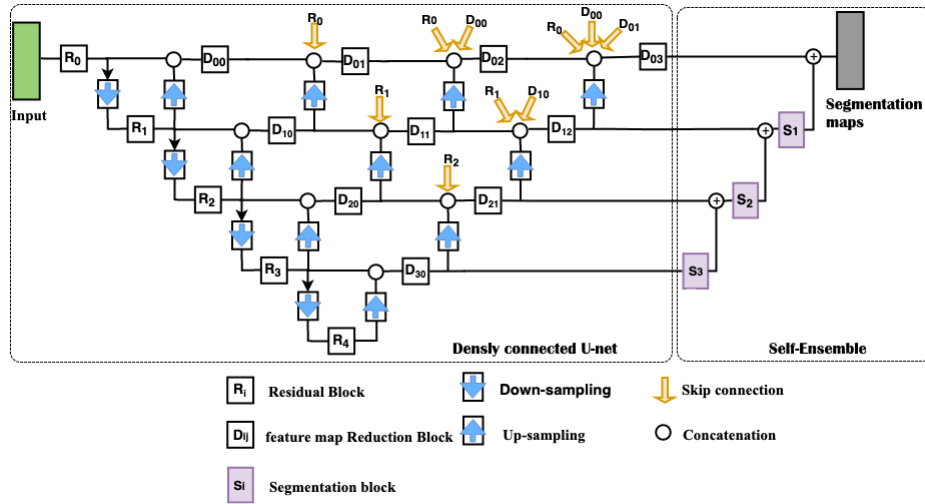 R₀ R₀ D₀₀ D₀₀ R₀ D₀₁
R₀ D₀₀ D₀₁ D₀₂ D₀₃
Input
Segmentation maps
R₁ R₁ D₁₀
R₁ D₁₀ D₁₁ D₁₂ S₁
R₂
R₂ D₂₀ D₂₁ S₂
R₃ D₃₀ S₃
R₄
Densly connected U-net Self-Ensemble
Rᵢ Residual Block Down-sampling Skip connection
Dᵢⱼ feature map Reduction Block Up-sampling Concatenation
Si Segmentation block